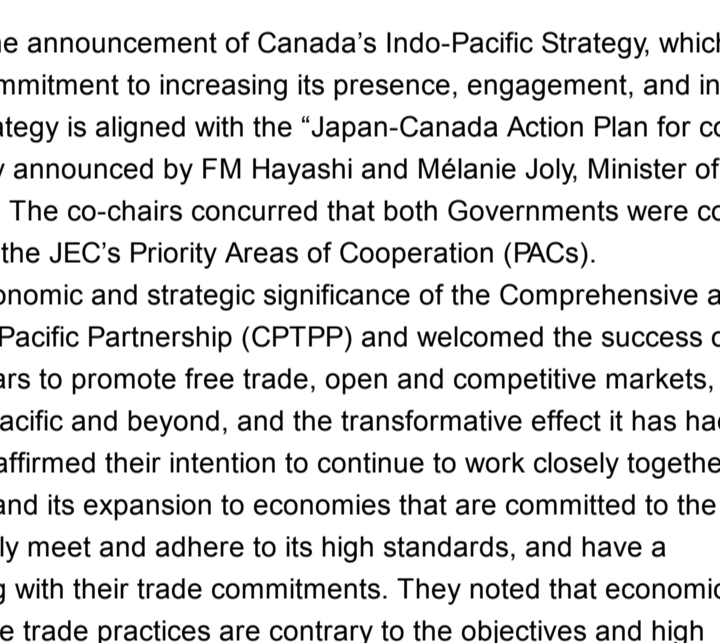 e announcement of Canada’s Indo-Pacific Strategy, which
mmitment to increasing its presence, engagement, and in
ategy is aligned with the “Japan-Canada Action Plan for co
y announced by FM Hayashi and Mélanie Joly, Minister of
The co-chairs concurred that both Governments were co
the JEC’s Priority Areas of Cooperation (PACs).
onomic and strategic significance of the Comprehensive a
Pacific Partnership (CPTPP) and welcomed the success o
ars to promote free trade, open and competitive markets,
acific and beyond, and the transformative effect it has had
affirmed their intention to continue to work closely togethe
and its expansion to economies that are committed to the
ly meet and adhere to its high standards, and have a
g with their trade commitments. They noted that economic
e trade practices are contrary to the objectives and high